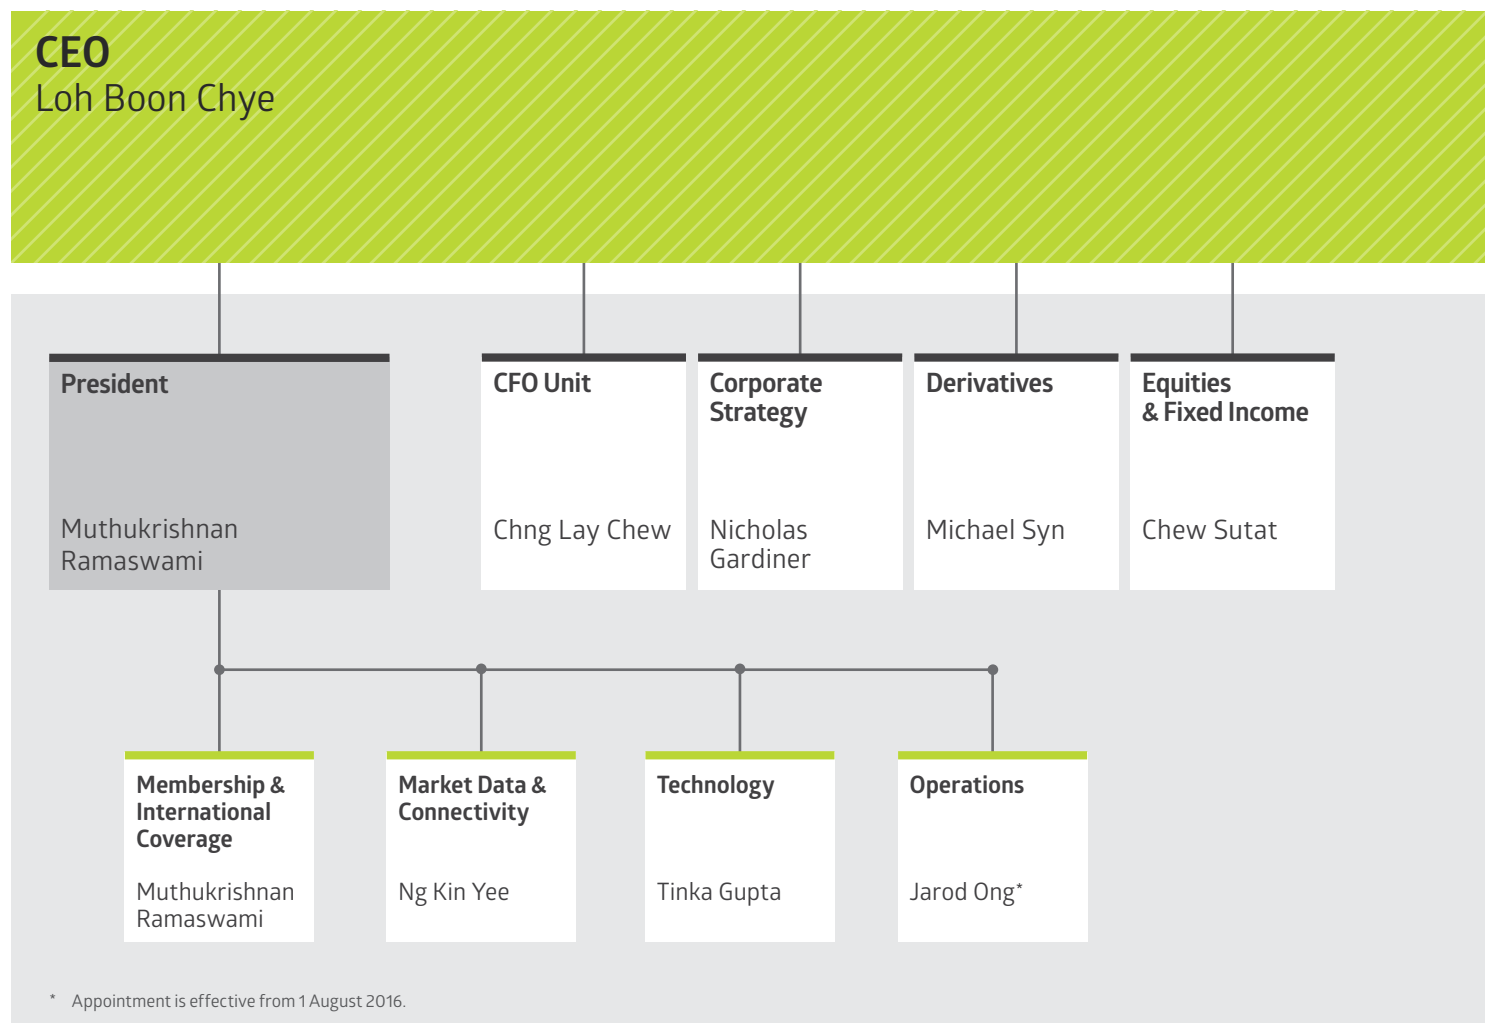 CEO
Loh Boon Chye
President
Muthukrishnan
Ramaswami
CFO Unit
Chng Lay Chew
Corporate
Strategy
Nicholas
Gardiner
Derivatives
Michael Syn
Equities
& Fixed Income
Chew Sutat
Membership &
International
Coverage
Muthukrishnan
Ramaswami
Market Data &
Connectivity
Ng Kin Yee
Technology
Tinka Gupta
Operations
Jarod Ong*
* Appointment is effective from 1 August 2016.